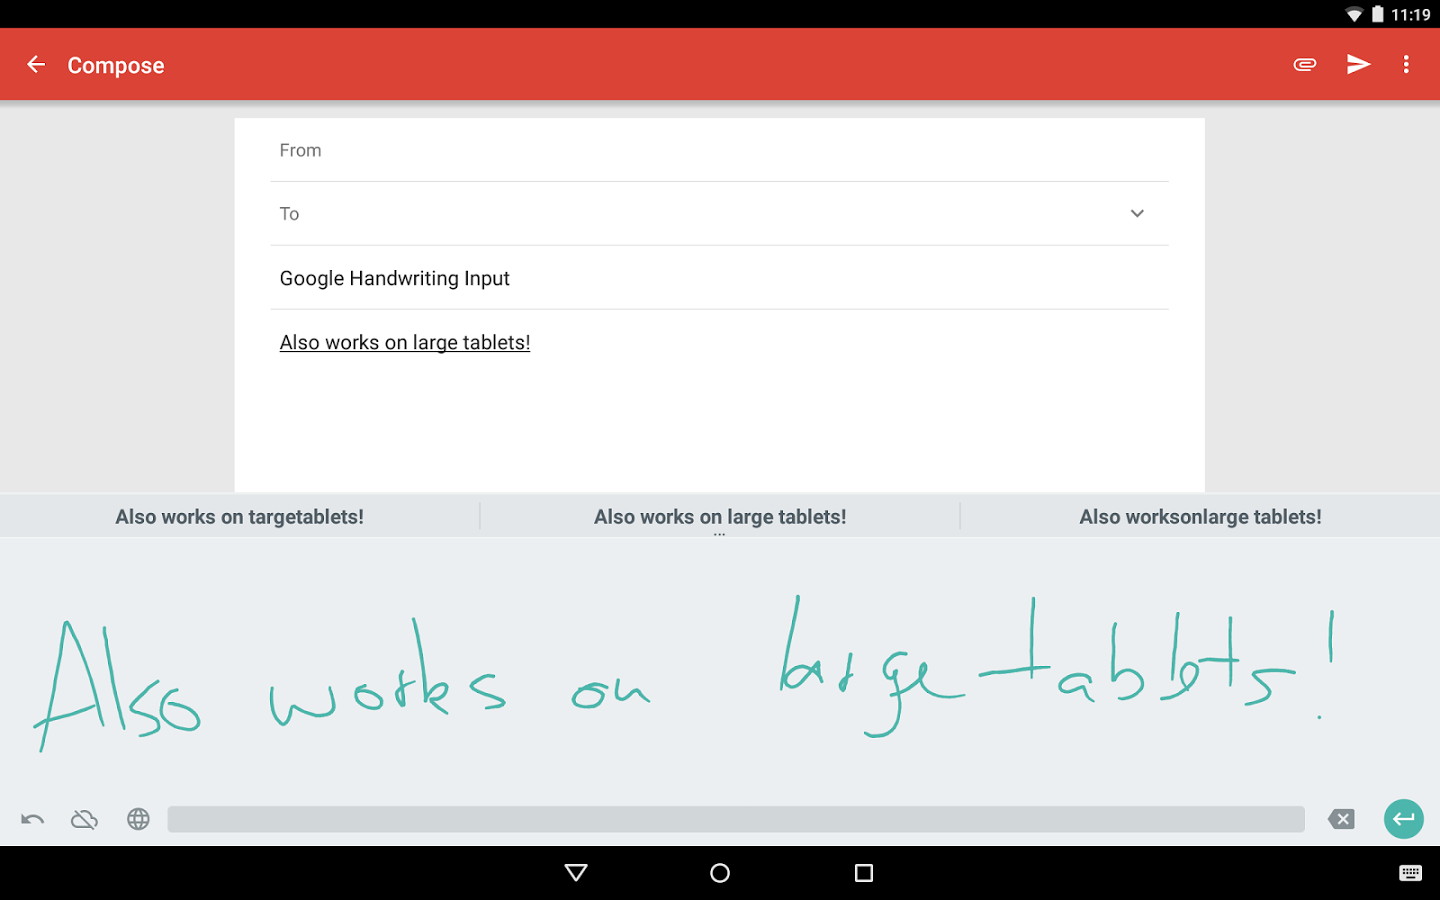 11:19
Compose
From
To
Google Handwriting Input
Also works on large tablets!
Also works on targetablets!
Also works on large tablets!
Also worksonlarge tablets!
...
Also works on large tablets!